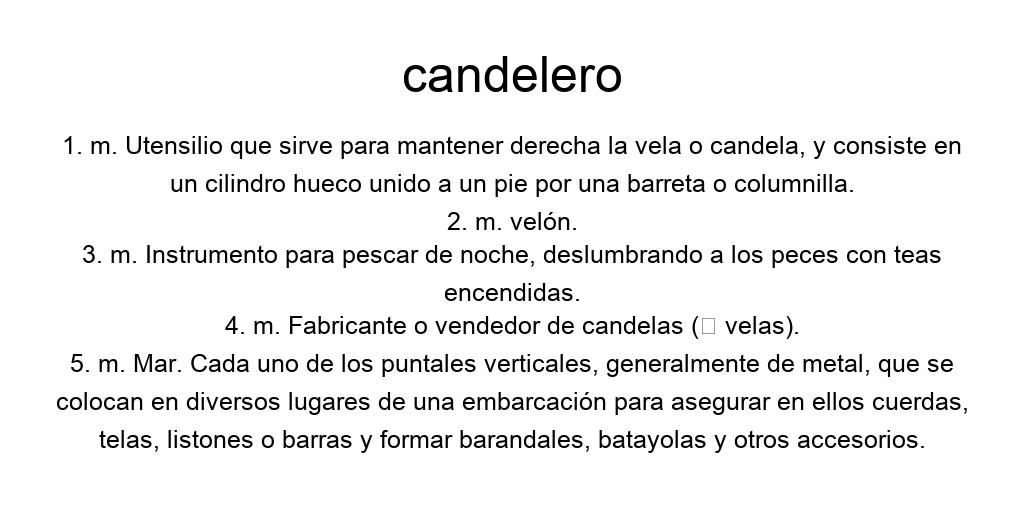 candelero
1. m. Utensilio que sirve para mantener derecha la vela o candela, y consiste en
un cilindro hueco unido a un pie por una barreta o columnilla.
2. m. velón.
3. m. Instrumento para pescar de noche, deslumbrando a los peces con teas
encendidas.
4. m. Fabricante o vendedor de candelas (▯ velas).
5. m. Mar. Cada uno de los puntales verticales, generalmente de metal, que se
colocan en diversos lugares de una embarcación para asegurar en ellos cuerdas,
telas, listones o barras y formar barandales, batayolas y otros accesorios.